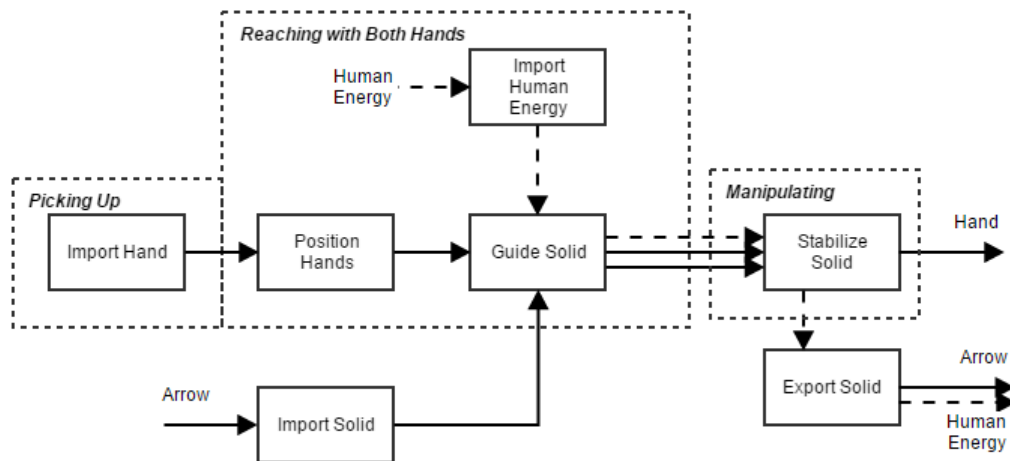 Reaching with Both Hands
Human
Energy
Import
Human
Energy
Picking Up
Import Hand
Position
Hands
Guide Solid
Manipulating
Stabilize
Solid
Hand
Arrow
Import Solid
Export Solid
Arrow
Human
Energy